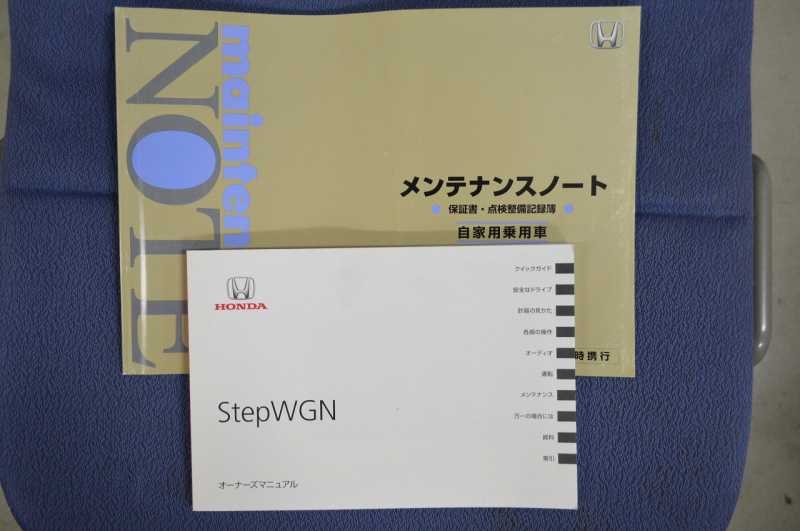 mainten
NOTE
メンテナンスノート
保証書・点検整備記録簿
自家用乗用車
時携行
HONDA
StepWGN
オーナーズマニュアル
クイックガイド
安全なドライブ
計器の見かた
各部の操作
オーディオ
運転
メンテナンス
万一の場合には
資料
索引